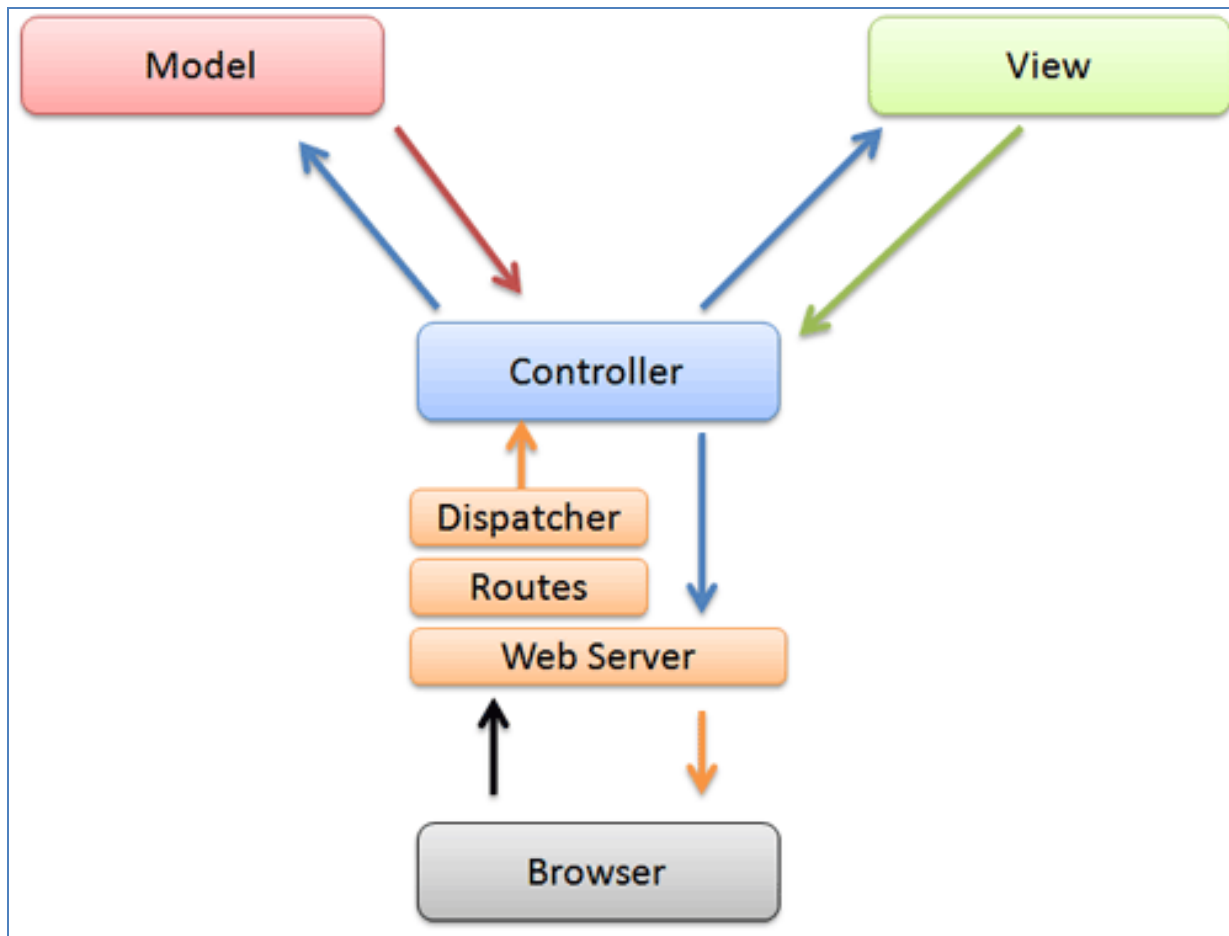 Model
View
Controller
Dispatcher
Routes
Web Server
Browser